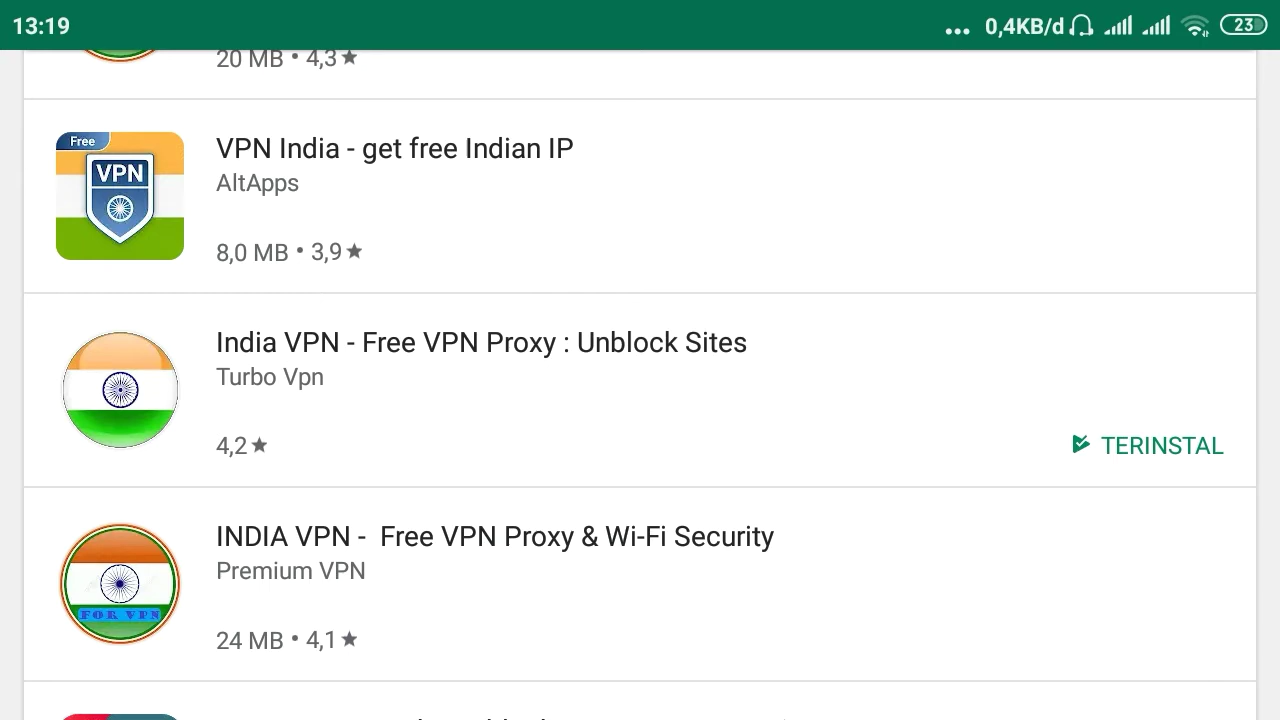 13:19
... 0,4KB/d 23
20 MB • 4,3★
Free
VPN
VPN India - get free Indian IP
AltApps
8,0 MB • 3,9★
India VPN - Free VPN Proxy : Unblock Sites
Turbo Vpn
4,2★
TERINSTAL
INDIA VPN -  Free VPN Proxy & Wi-Fi Security
Premium VPN
FOR VPN
24 MB • 4,1★